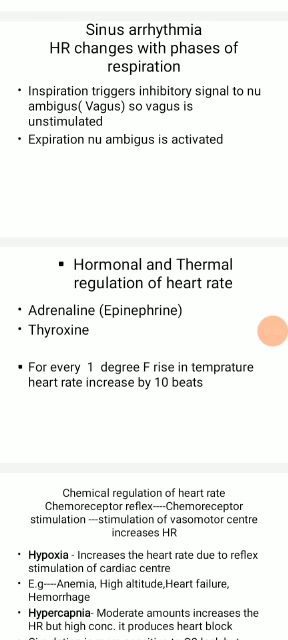 Sinus arrhythmia
HR changes with phases of
respiration
• Inspiration triggers inhibitory signal to nu
ambigus( Vagus) so vagus is
unstimulated
• Expiration nu ambigus is activated
▪ Hormonal and Thermal
regulation of heart rate
• Adrenaline (Epinephrine)
• Thyroxine
▪ For every 1 degree F rise in temprature
heart rate increase by 10 beats
Chemical regulation of heart rate
Chemoreceptor reflex----Chemoreceptor
stimulation ---stimulation of vasomotor centre
increases HR
• Hypoxia - Increases the heart rate due to reflex
stimulation of cardiac centre
• E.g----Anemia, High altitude,Heart failure,
Hemorrhage
• Hypercapnia- Moderate amounts increases the
HR but high conc. it produces heart block